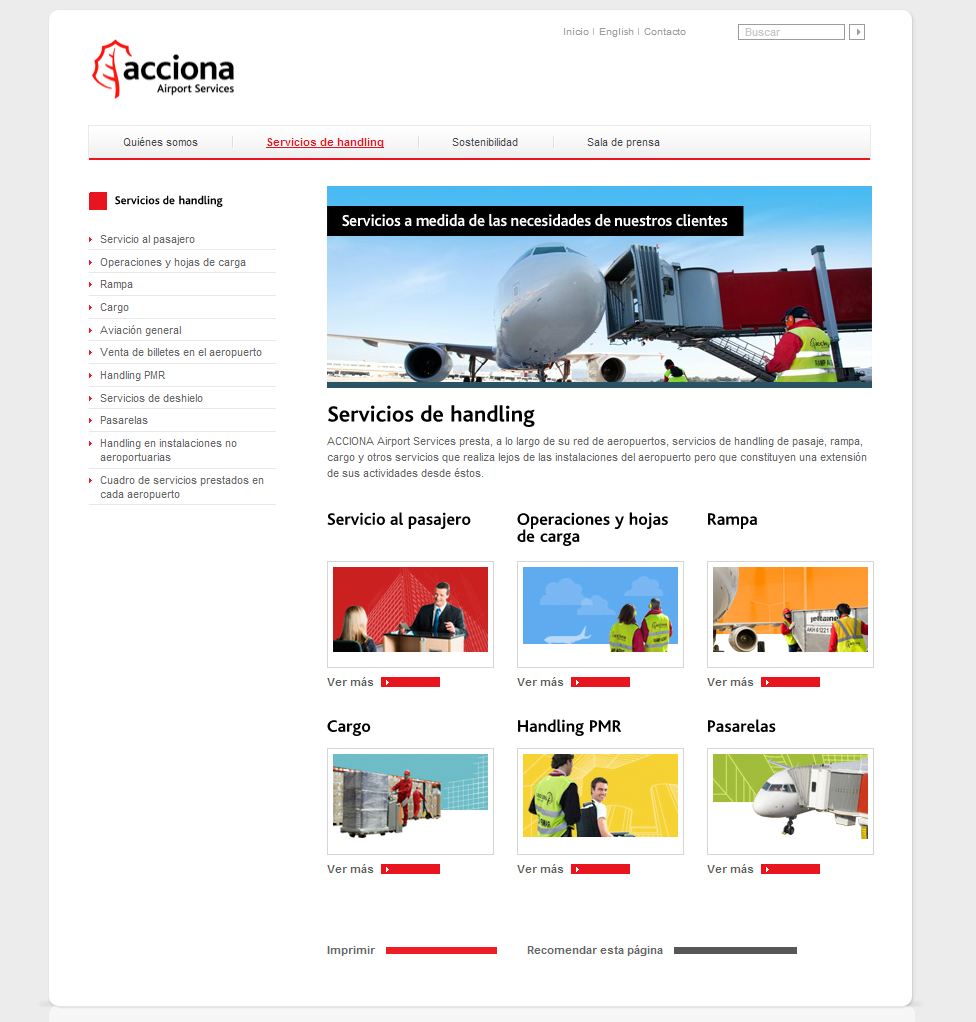 Inicio | English | Contacto
Buscar
acciona
Airport Services
Quiénes somos
Servicios de handling
Sostenibilidad
Sala de prensa
Servicios de handling
Servicio al pasajero
Operaciones y hojas de carga
Rampa
Cargo
Aviación general
Venta de billetes en el aeropuerto
Handling PMR
Servicios de deshielo
Pasarelas
Handling en instalaciones no
aeroportuarias
Cuadro de servicios prestados en
cada aeropuerto
Servicios a medida de las necesidades de nuestros clientes
Servicios de handling
ACCIONA Airport Services presta, a lo largo de su red de aeropuertos, servicios de handling de pasaje, rampa,
cargo y otros servicios que realiza lejos de las instalaciones del aeropuerto pero que constituyen una extensión
de sus actividades desde éstos.
Servicio al pasajero
Operaciones y hojas
de carga
Rampa
Ver más
Ver más
Ver más
Cargo
Handling PMR
Pasarelas
Ver más
Ver más
Ver más
Imprimir
Recomendar esta página